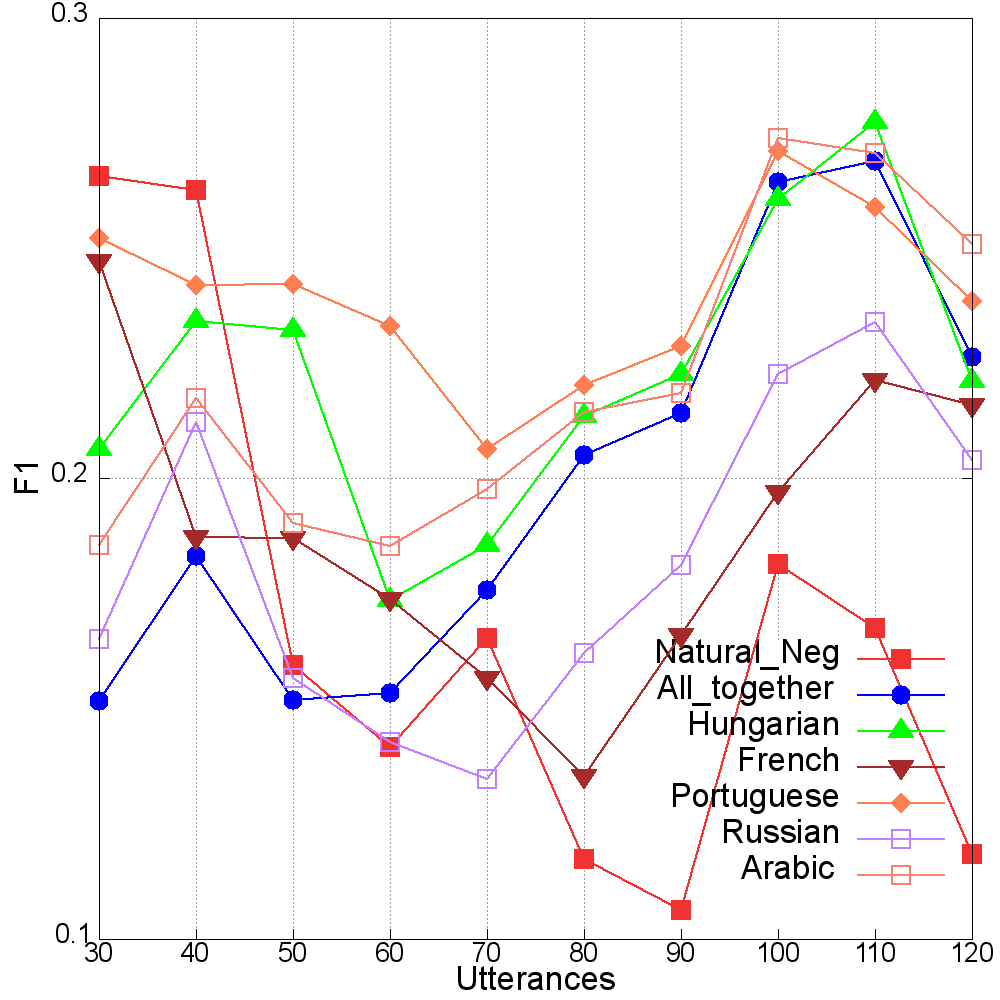 0.3
F1
0.2
Natural_Neg
All_together
Hungarian
French
Portuguese
Russian
Arabic
0.1
30 40 50 60 70 80 90 100 110 120
Utterances